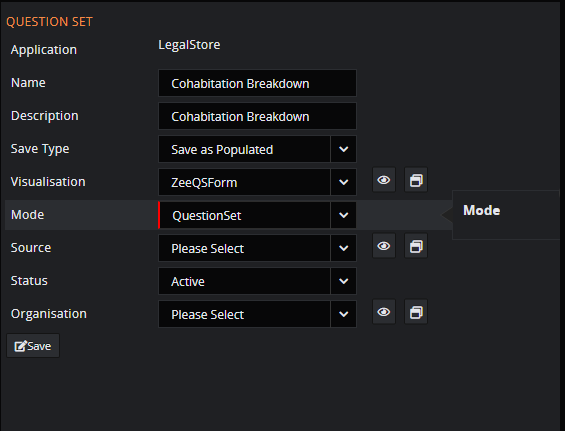 QUESTION SET
Application LegalStore
Name Cohabitation Breakdown
Description Cohabitation Breakdown
Save Type Save as Populated
Visualisation ZeeQSForm
Mode QuestionSet Mode
Source Please Select
Status Active
Organisation Please Select
Save